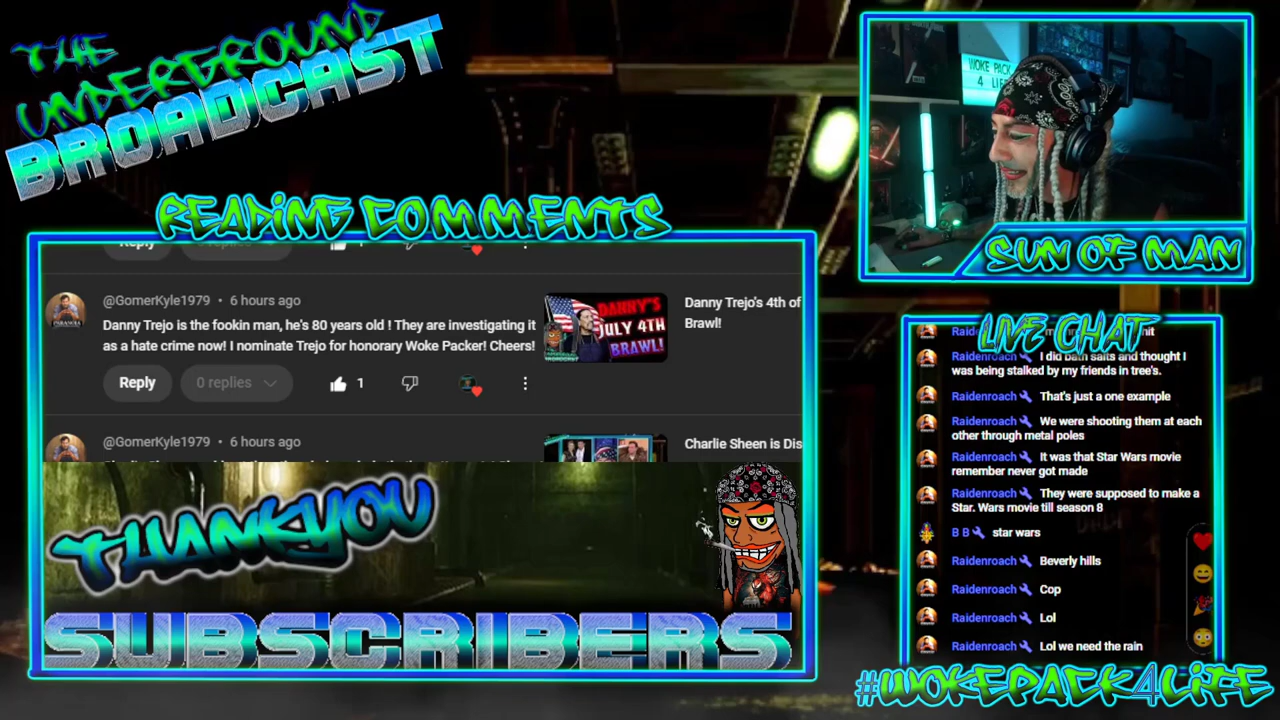 THE
UNDERGROUND
BROADCAST
READING COMMENTS
Reply
@GomerKyle1979 • 6 hours ago
Danny Trejo is the fookin man, he's 80 years old ! They are investigating it
as a hate crime now! I nominate Trejo for honorary Woke Packer! Cheers!
Reply 0 replies 1
DANNY'S
JULY 4TH
BRAWL!
Danny Trejo's 4th of
Brawl!
@GomerKyle1979 • 6 hours ago
Charlie Sheen is Dis
THANKYOU
SUBSCRIBERS
WOKE PACK
4 LIFE
SUN OF MAN
LIVE CHAT
Raidenroach I did bath salts and thought I
was being stalked by my friends in tree's.
Raidenroach That's just a one example
Raidenroach We were shooting them at each
other through metal poles
Raidenroach It was that Star Wars movie
remember never got made
Raidenroach They were supposed to make a
Star. Wars movie till season 8
B B star wars
Raidenroach Beverly hills
Raidenroach Cop
Raidenroach Lol
Raidenroach Lol we need the rain
#WOKEPACK4LIFE